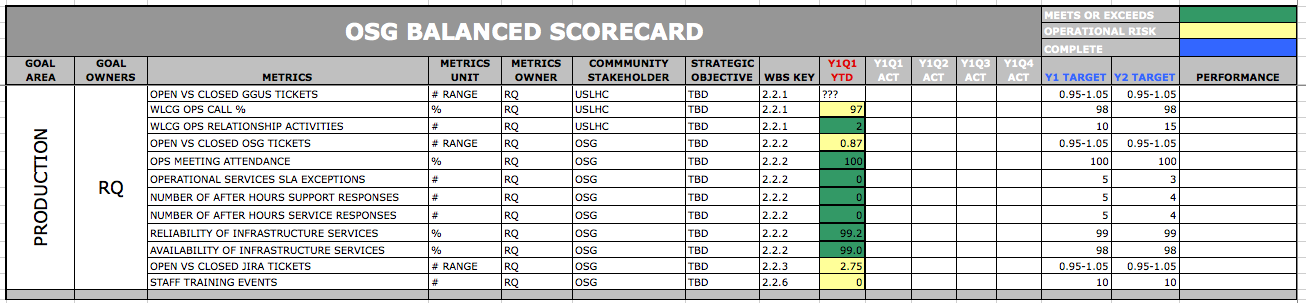 OSG BALANCED SCORECARD
MEETS OR EXCEEDS
OPERATIONAL RISK
COMPLETE
GOAL AREA GOAL OWNERS METRICS METRICS UNIT METRICS OWNER COMMMUNITY STAKEHOLDER STRATEGIC OBJECTIVE WBS KEY Y1Q1 YTD Y1Q1 ACT Y1Q2 ACT Y1Q3 ACT Y1Q4 ACT Y1 TARGET Y2 TARGET PERFORMANCE
PRODUCTION
RQ
OPEN VS CLOSED GGUS TICKETS # RANGE RQ USLHC TBD 2.2.1 ??? 0.95-1.05 0.95-1.05
WLCG OPS CALL % % RQ USLHC TBD 2.2.1 97 98 98
WLCG OPS RELATIONSHIP ACTIVITIES # RQ USLHC TBD 2.2.1 2 10 15
OPEN VS CLOSED OSG TICKETS # RANGE RQ OSG TBD 2.2.2 0.87 0.95-1.05 0.95-1.05
OPS MEETING ATTENDANCE % RQ OSG TBD 2.2.2 100 100 100
OPERATIONAL SERVICES SLA EXCEPTIONS # RQ OSG TBD 2.2.2 0 5 3
NUMBER OF AFTER HOURS SUPPORT RESPONSES # RQ OSG TBD 2.2.2 0 5 4
NUMBER OF AFTER HOURS SERVICE RESPONSES # RQ OSG TBD 2.2.2 0 5 4
RELIABILITY OF INFRASTRUCTURE SERVICES % RQ OSG TBD 2.2.2 99.2 99 99
AVAILABILITY OF INFRASTRUCTURE SERVICES % RQ OSG TBD 2.2.2 99.0 98 98
OPEN VS CLOSED JIRA TICKETS # RANGE RQ OSG TBD 2.2.3 2.75 0.95-1.05 0.95-1.05
STAFF TRAINING EVENTS # RQ OSG TBD 2.2.6 0 10 10